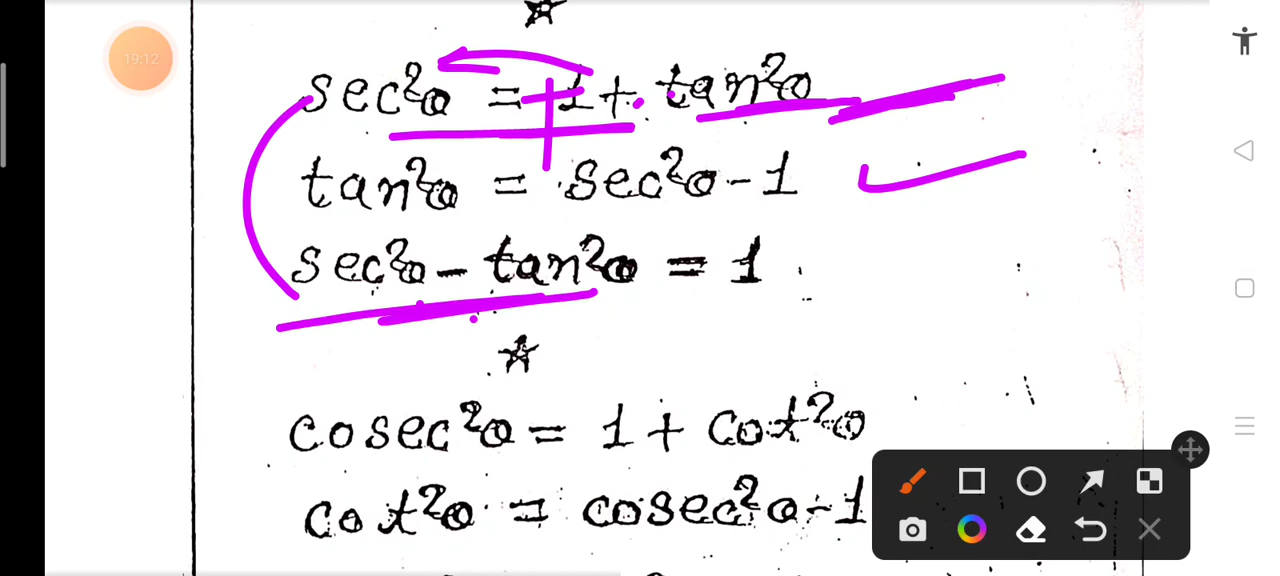 19:12
sec²θ = 1 + tan²θ
tan²θ = sec²θ - 1
sec²θ - tan²θ = 1
cosec²θ = 1 + cot²θ
cot²θ = cosec²θ - 1